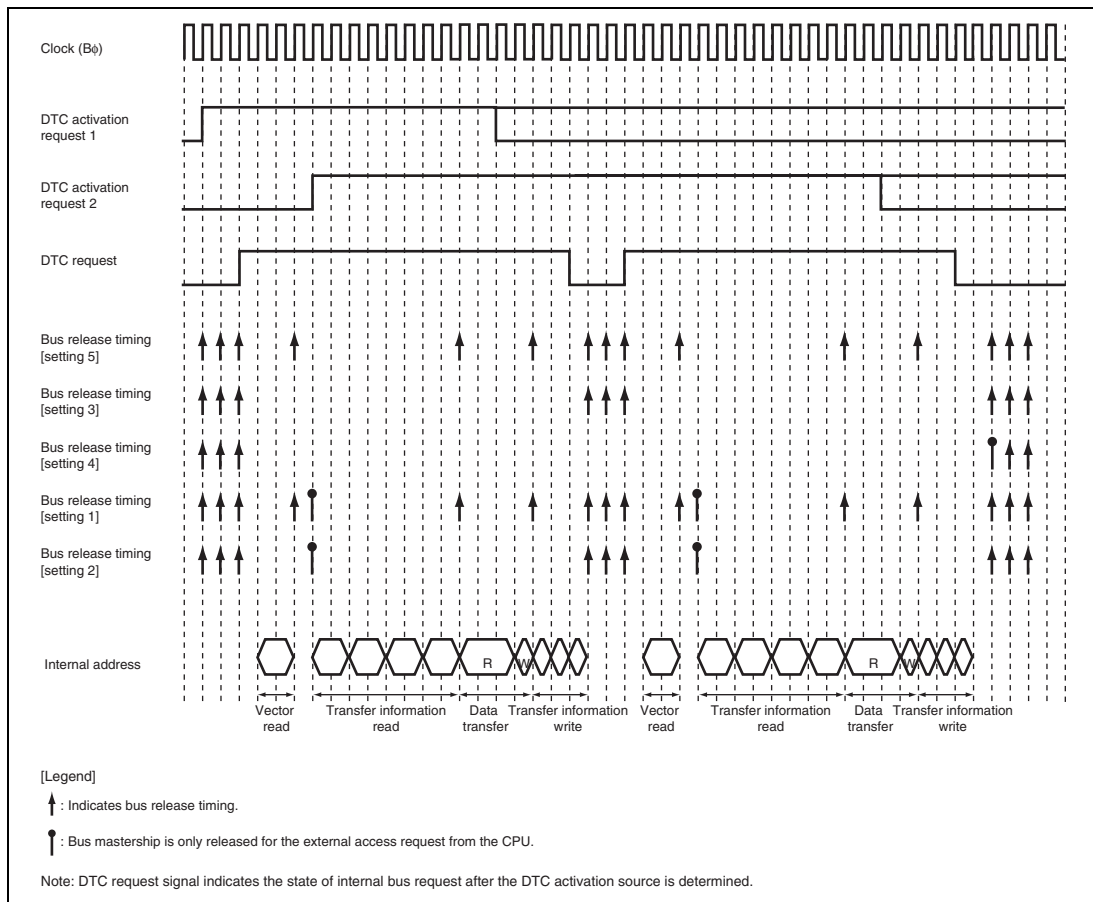 Clock (Bφ)
DTC activation
request 1
DTC activation
request 2
DTC request
Bus release timing
[setting 5]
Bus release timing
[setting 3]
Bus release timing
[setting 4]
Bus release timing
[setting 1]
Bus release timing
[setting 2]
Internal address
R
W
R
W
Vector
read
Transfer information
read
Data
transfer
Transfer information
write
Vector
read
Transfer information
read
Data
transfer
Transfer information
write
[Legend]
: Indicates bus release timing.
: Bus mastership is only released for the external access request from the CPU.
Note: DTC request signal indicates the state of internal bus request after the DTC activation source is determined.